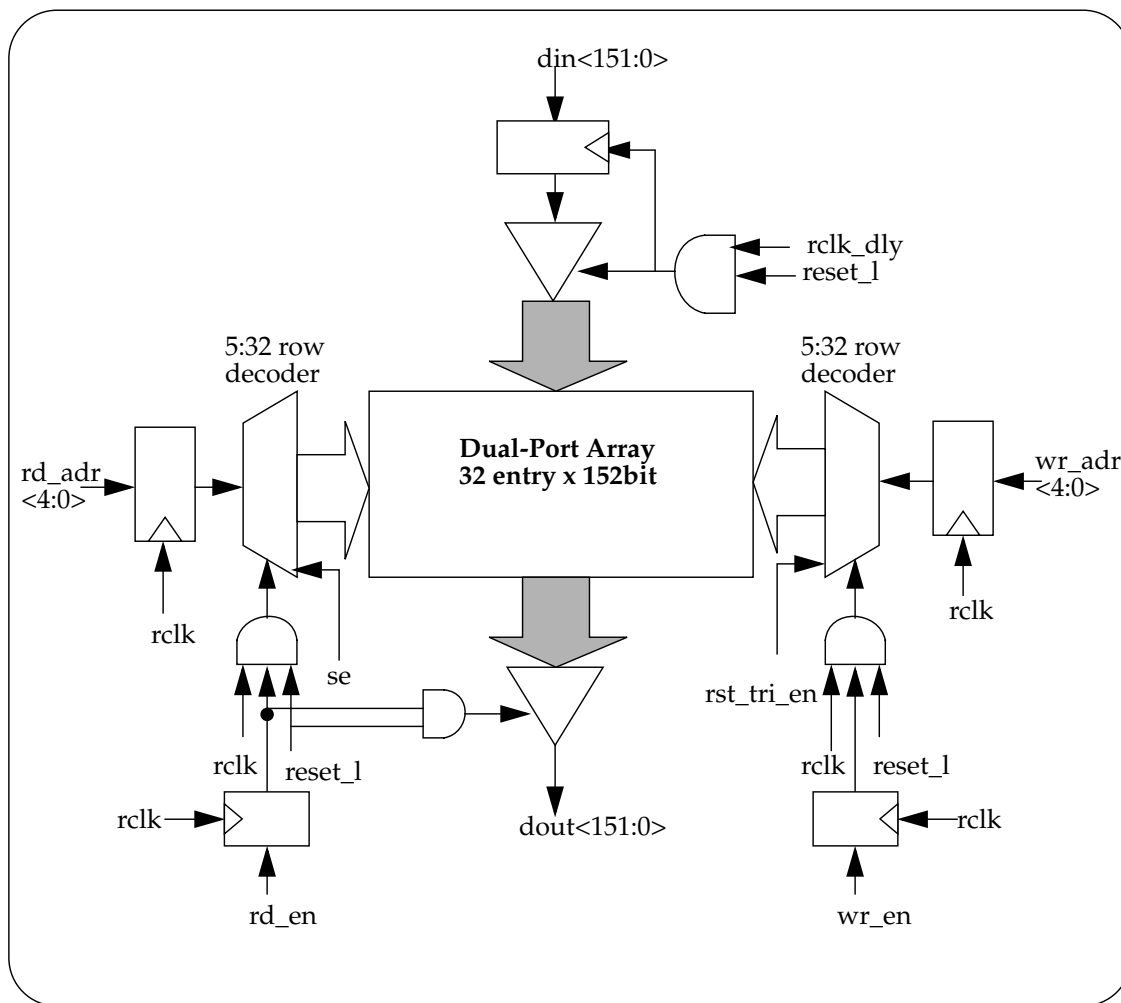 din<151:0>
rclk_dly
reset_l
5:32 row
decoder
5:32 row
decoder
Dual-Port Array
32 entry x 152bit
rd_adr
<4:0>
wr_adr
<4:0>
rclk
rclk
se
rst_tri_en
rclk
reset_l
rclk
reset_l
rclk
dout<151:0>
rclk
rd_en
wr_en